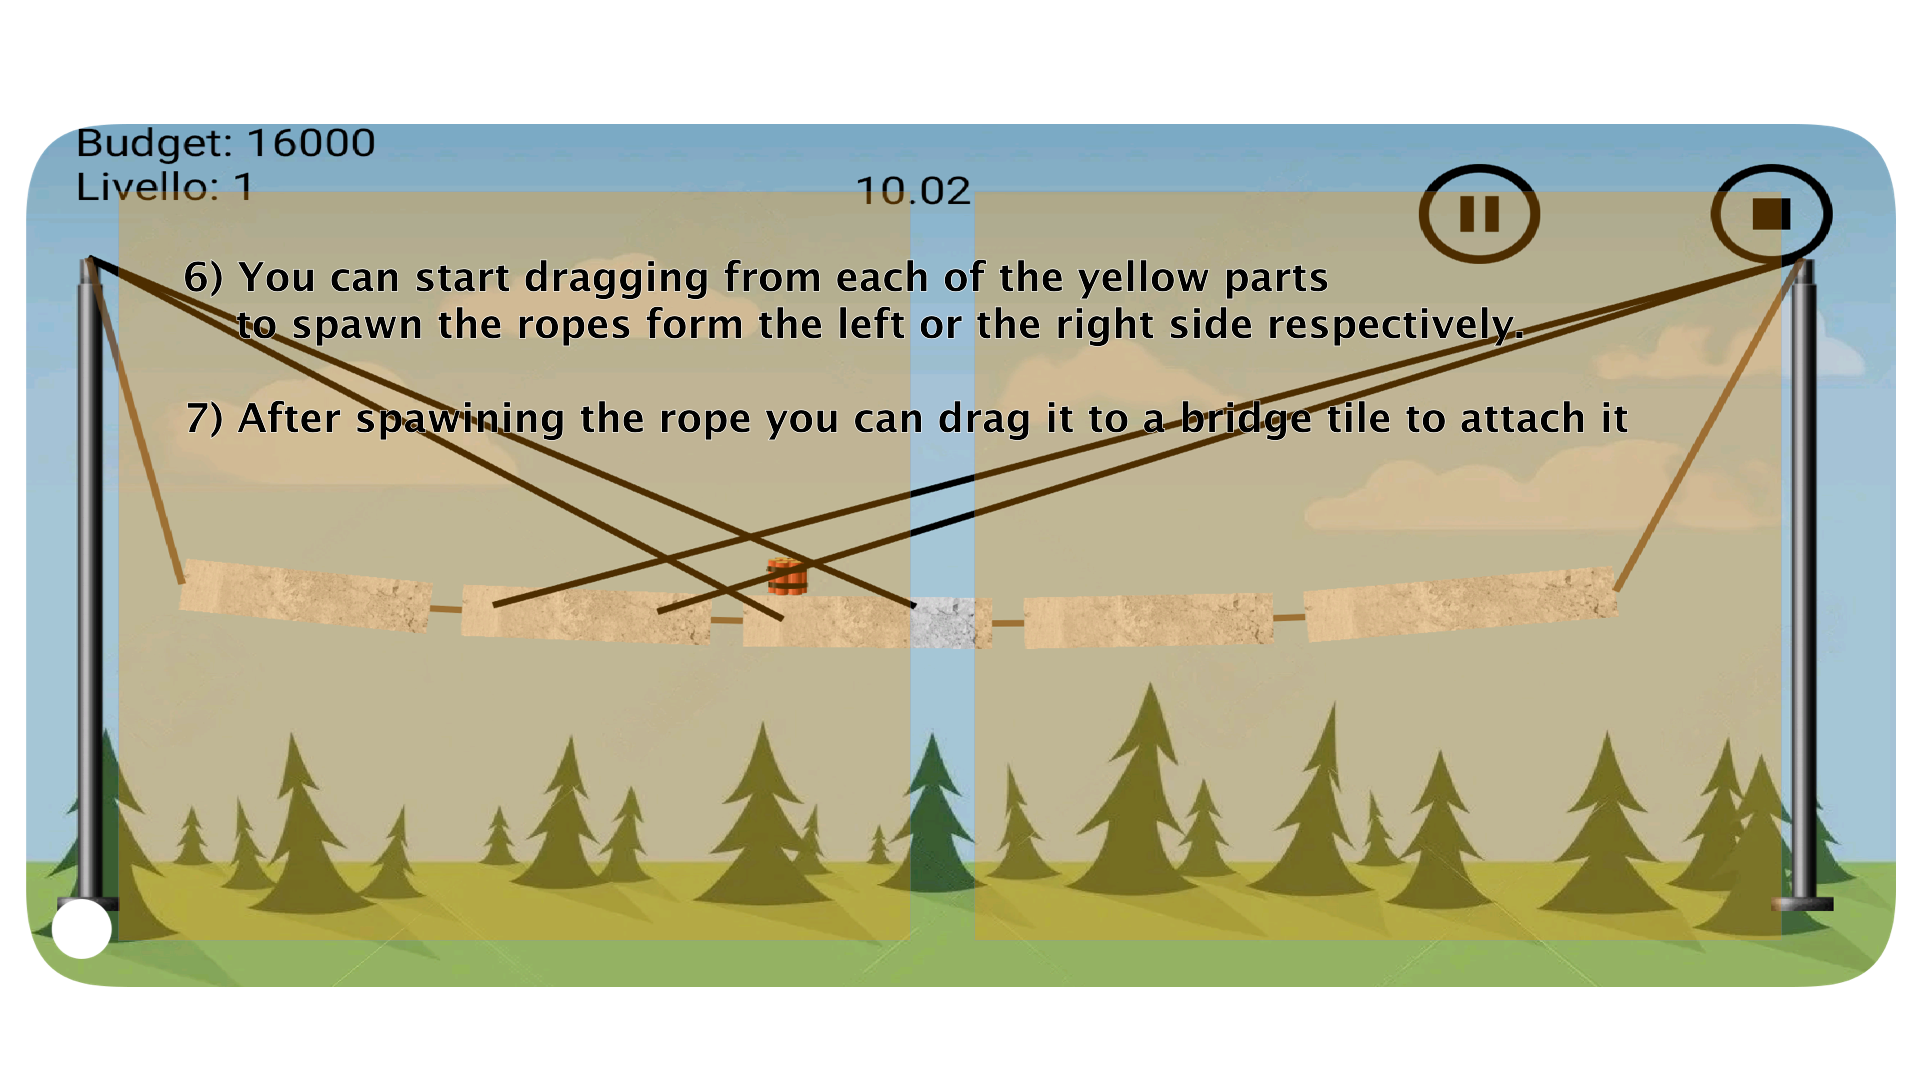 Budget: 16000
Livello: 1
10.02
6) You can start dragging from each of the yellow parts
to spawn the ropes form the left or the right side respectively.
7) After spawining the rope you can drag it to a bridge tile to attach it